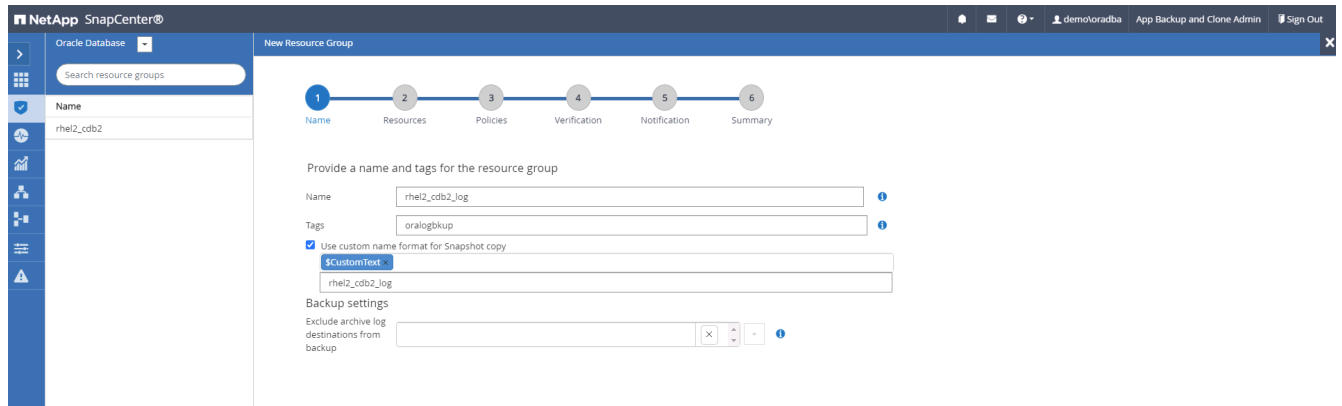 NetApp SnapCenter®
demo\oradba App Backup and Clone Admin Sign Out
Oracle Database
New Resource Group
Search resource groups
Name
rhel2_cdb2
1 2 3 4 5 6
Name Resources Policies Verification Notification Summary
Provide a name and tags for the resource group
Name rhel2_cdb2_log
Tags oralogbkup
Use custom name format for Snapshot copy
$CustomText ×
rhel2_cdb2_log
Backup settings
Exclude archive log
destinations from
backup